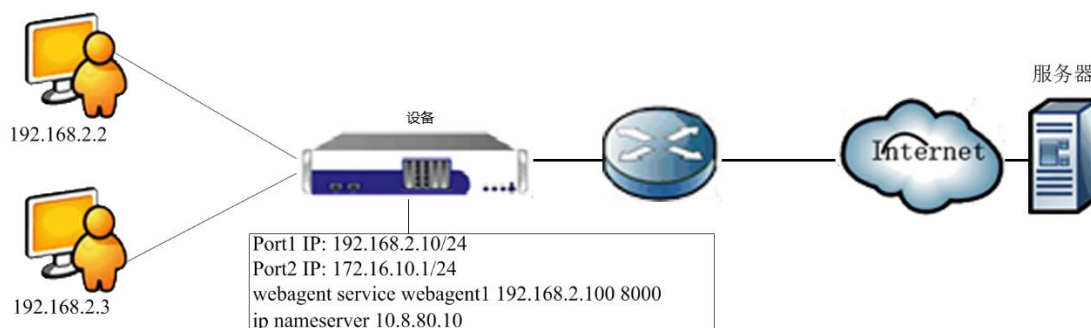 服务器
192.168.2.2
设备
Internet
Port1 IP: 192.168.2.10/24
Port2 IP: 172.16.10.1/24
webagent service webagent1 192.168.2.100 8000
ip nameserver 10.8.80.10
192.168.2.3